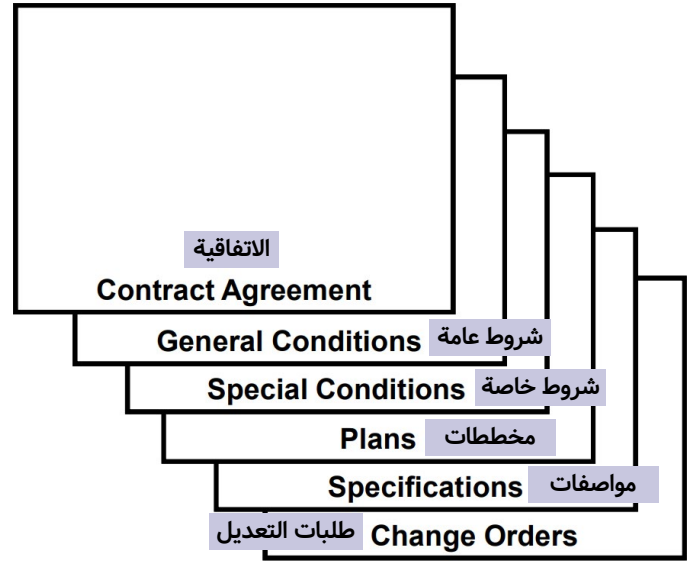 الاتفاقية
Contract Agreement
General Conditions شروط عامة
Special Conditions شروط خاصة
Plans مخططات
Specifications مواصفات
طلبات التعديل Change Orders